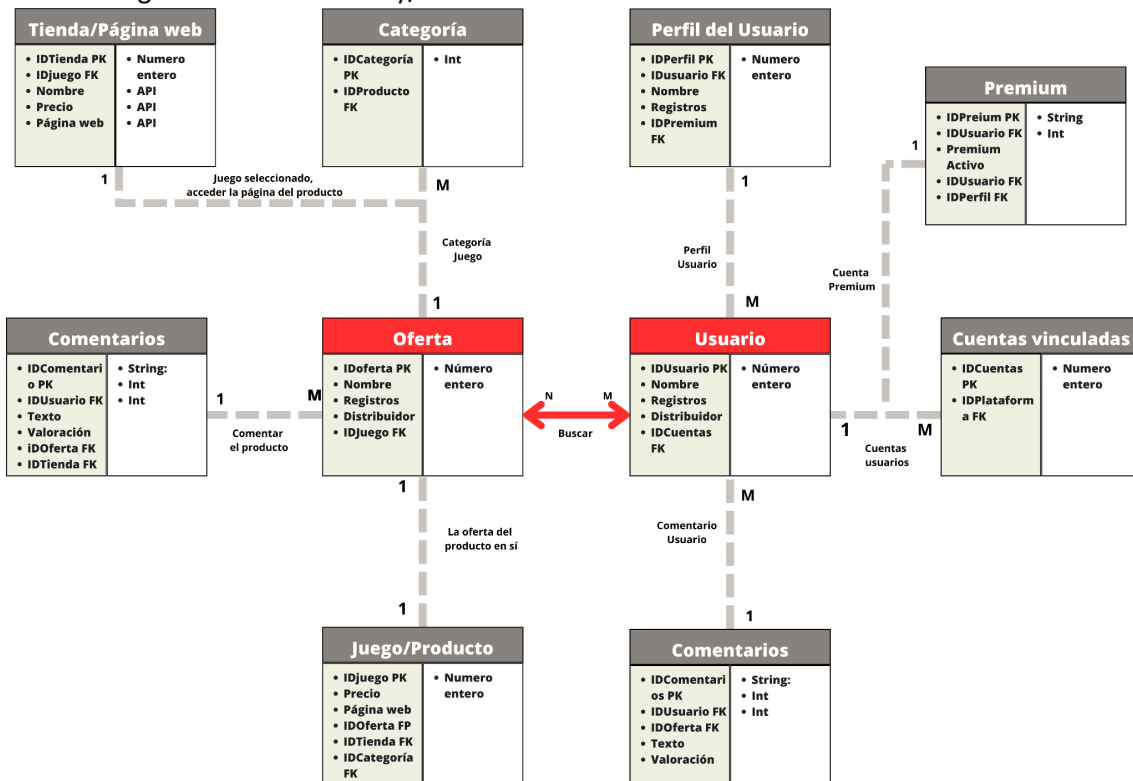 Tienda/Página web
• IDTienda PK
• IDjuego FK
• Nombre
• Precio
• Página web
• Numero
entero
• API
• API
• API
Categoría
• IDCategoría
PK
• IDProducto
FK
• Int
Perfil del Usuario
• IDPerfil PK
• IDusuario FK
• Nombre
• Registros
• IDPremium
FK
• Numero
entero
Premium
• IDPreium PK
• IDUsuario FK
• Premium
Activo
• IDUsuario FK
• IDPerfil FK
• String
• Int
1
1
Juego seleccionado,
acceder la página del producto
M
1
Categoría
Juego
Perfil
Usuario
Cuenta
Premium
1
M
Comentarios
• IDComentari
o PK
• IDUsuario FK
• Texto
• Valoración
• iDOferta FK
• IDTienda FK
• String:
• Int
• Int
1
M
Comentar
el producto
Oferta
• IDoferta PK
• Nombre
• Registros
• Distribuidor
• IDJuego FK
• Número
entero
N
M
Buscar
Usuario
• IDUsuario PK
• Nombre
• Registros
• Distribuidor
• IDCuentas
FK
• Número
entero
1
M
Cuentas
usuarios
Cuentas vinculadas
• IDCuentas
PK
• IDPlataform
a FK
• Numero
entero
1
M
La oferta del
producto en sí
Comentario
Usuario
1
1
Juego/Producto
• IDjuego PK
• Precio
• Página web
• IDOferta FP
• IDTienda FK
• IDCategoría
FK
• Numero
entero
Comentarios
• IDComentari
os PK
• IDUsuario FK
• IDOferta FK
• Texto
• Valoración
• String:
• Int
• Int